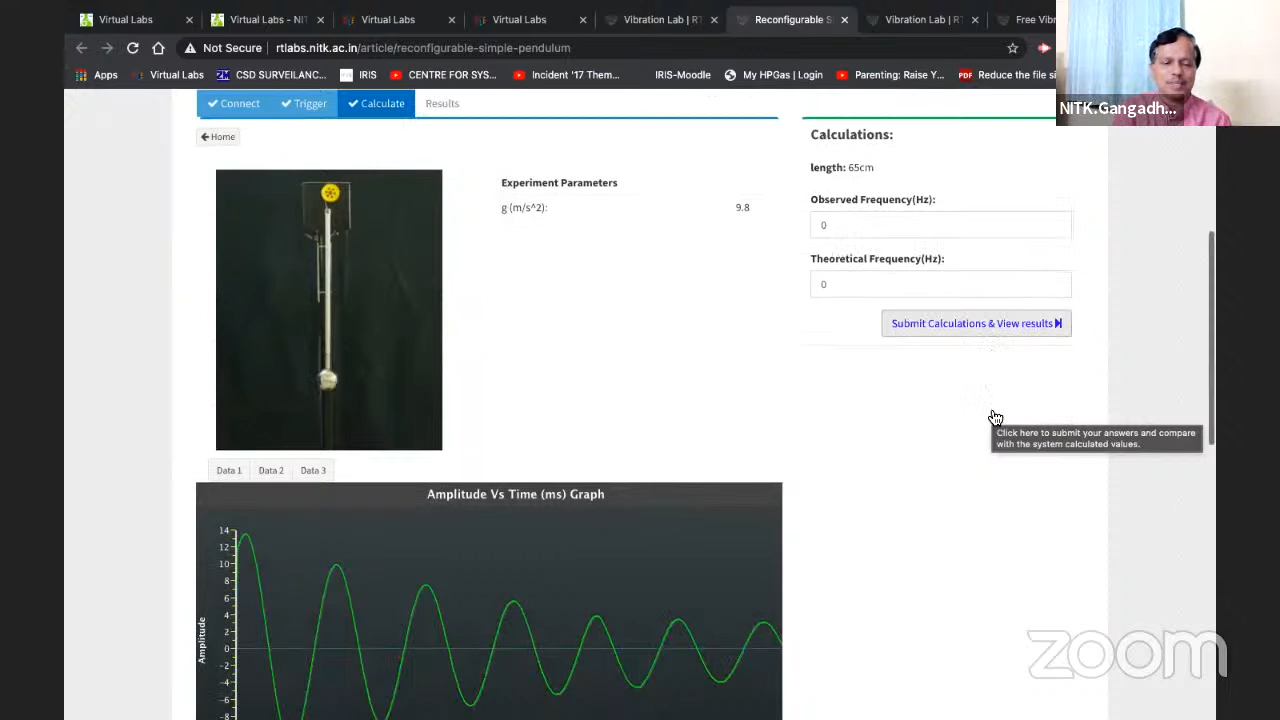 Virtual Labs
Virtual Labs - NIT
Virtual Labs
Virtual Labs
Vibration Lab | RT
Reconfigurable S
Vibration Lab | RT
Free Vib
Not Secure
rtlabs.nitk.ac.in/article/reconfigurable-simple-pendulum
Apps
Virtual Labs
CSD SURVEILANC...
IRIS
CENTRE FOR SYS...
Incident '17 Them...
IRIS-Moodle
My HPGas | Login
Parenting: Raise Y...
PDF
Reduce the file si
NITK.Gangadh...
Connect
Trigger
Calculate
Results
Home
Calculations:
length: 65cm
Experiment Parameters
g (m/s^2):
9.8
Observed Frequency(Hz):
0
Theoretical Frequency(Hz):
0
Submit Calculations & View results
Click here to submit your answers and compare
with the system calculated values.
Data 1
Data 2
Data 3
Amplitude Vs Time (ms) Graph
14
12
10
8
6
4
2
0
-2
-4
-6
-8
Amplitude
zoom